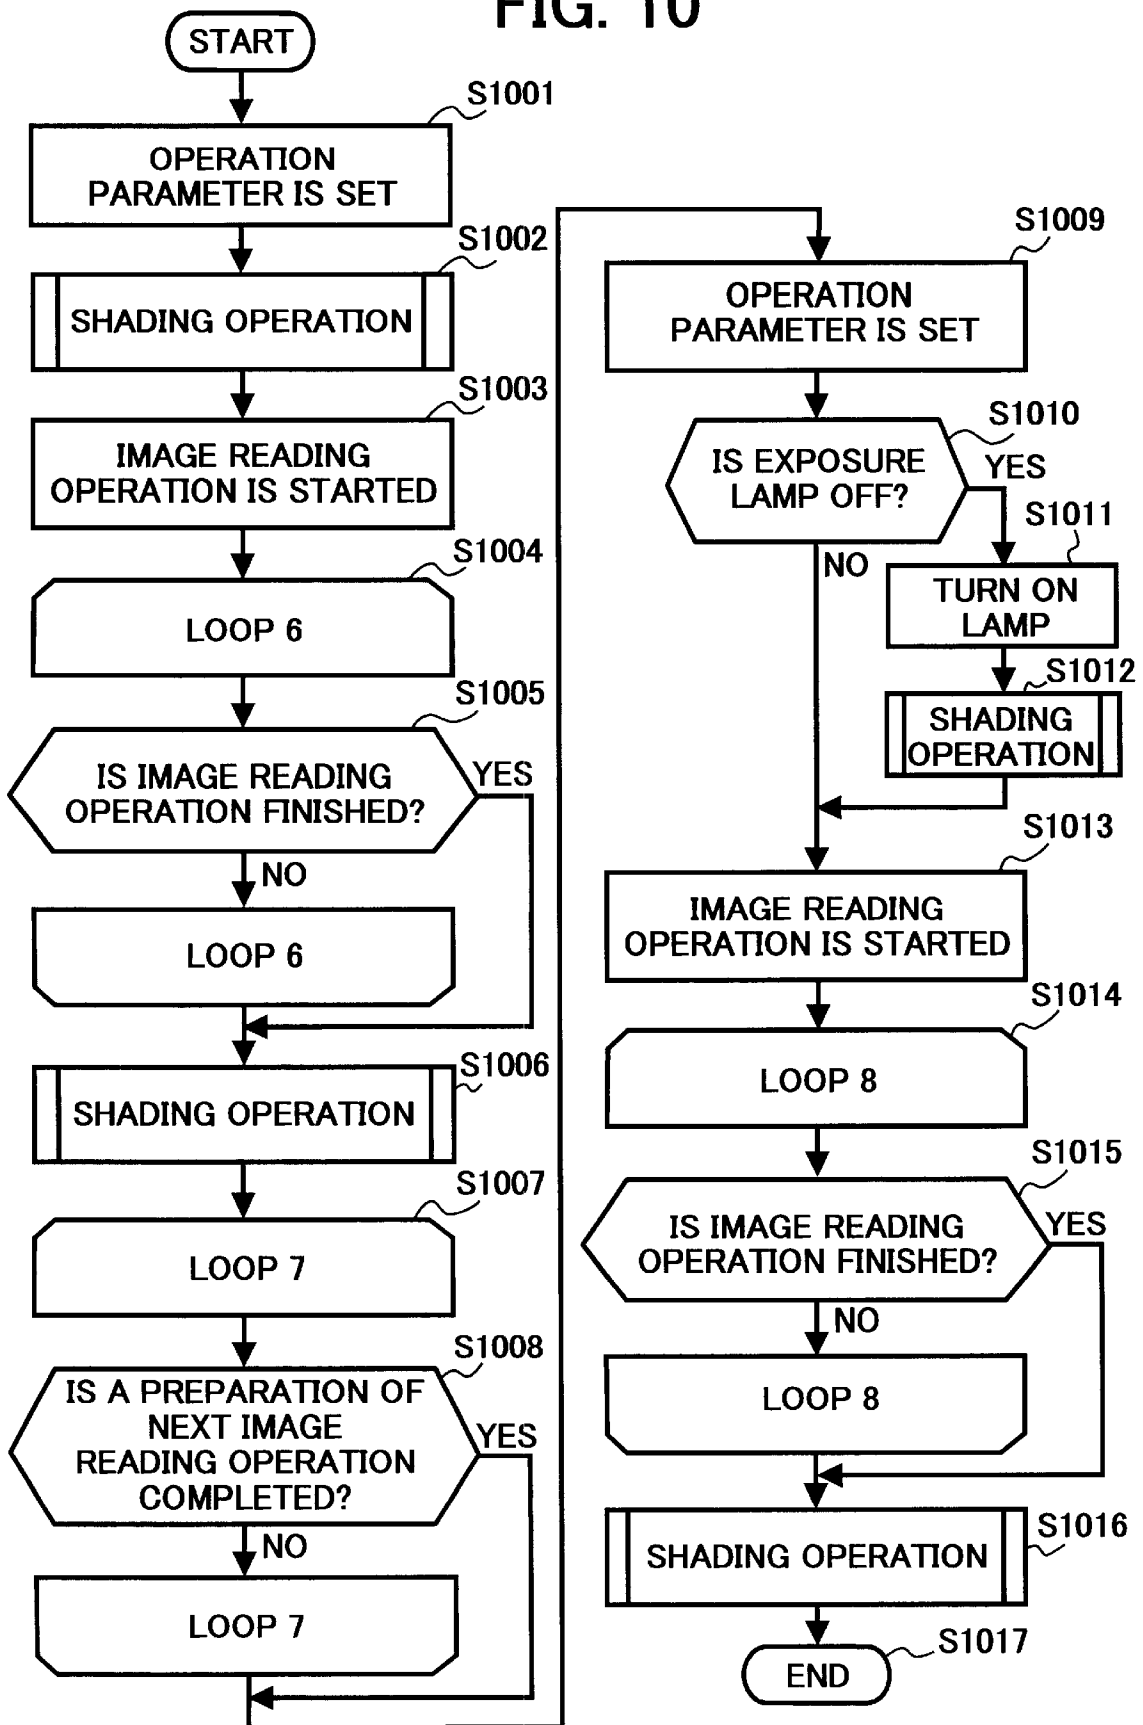 FIG. 10
START
S1001
OPERATION
PARAMETER IS SET
S1002
SHADING OPERATION
S1003
IMAGE READING
OPERATION IS STARTED
S1004
LOOP 6
S1005
IS IMAGE READING
OPERATION FINISHED?
YES
NO
LOOP 6
S1006
SHADING OPERATION
S1007
LOOP 7
S1008
IS A PREPARATION OF
NEXT IMAGE
READING OPERATION
COMPLETED?
YES
NO
LOOP 7
S1009
OPERATION
PARAMETER IS SET
S1010
IS EXPOSURE
LAMP OFF?
YES
NO
S1011
TURN ON
LAMP
S1012
SHADING
OPERATION
S1013
IMAGE READING
OPERATION IS STARTED
S1014
LOOP 8
S1015
IS IMAGE READING
OPERATION FINISHED?
YES
NO
LOOP 8
S1016
SHADING OPERATION
S1017
END